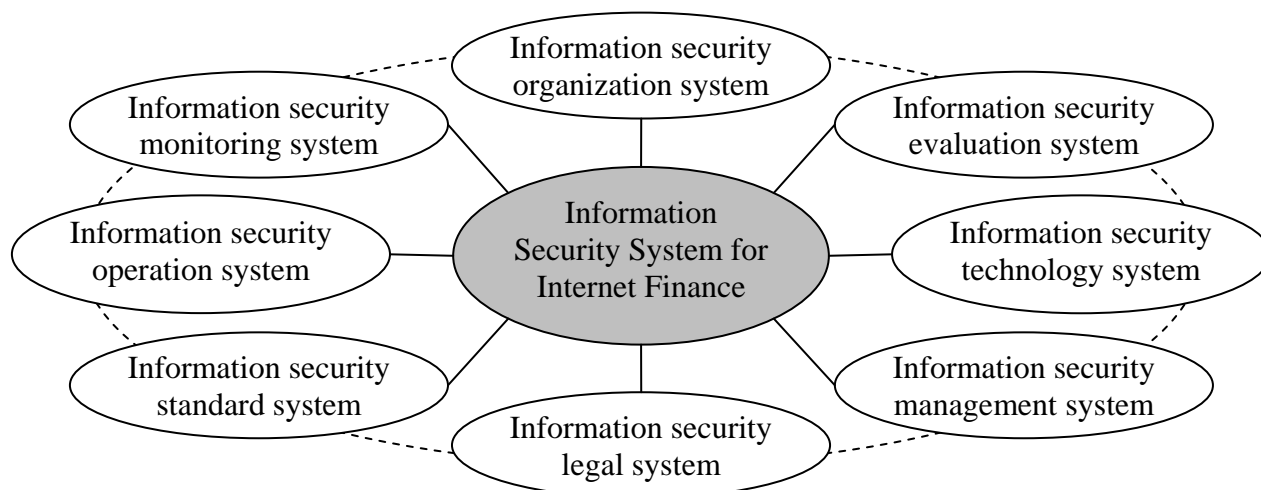 Information security
organization system
Information security
monitoring system
Information security
evaluation system
Information security
operation system
Information
Security System for
Internet Finance
Information security
technology system
Information security
standard system
Information security
management system
Information security
legal system